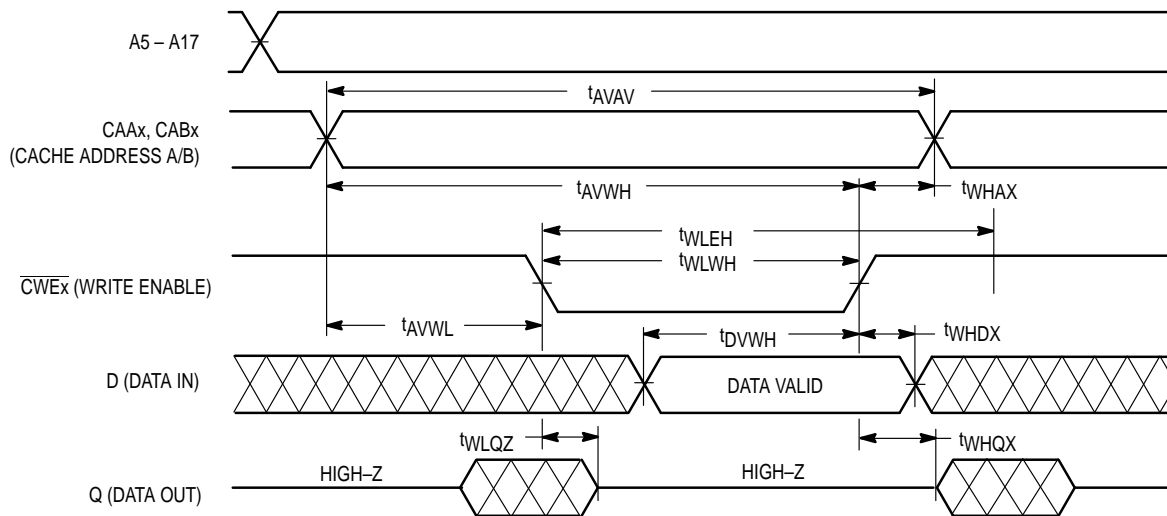 A5 – A17
tAVAV
CAAx, CABx
(CACHE ADDRESS A/B)
tAVWH
tWHAX
tWLEH
tWLWH
CWEx (WRITE ENABLE)
tAVWL
tDVWH
tWHDX
D (DATA IN)
DATA VALID
tWLQZ
tWHQX
HIGH–Z
HIGH–Z
Q (DATA OUT)